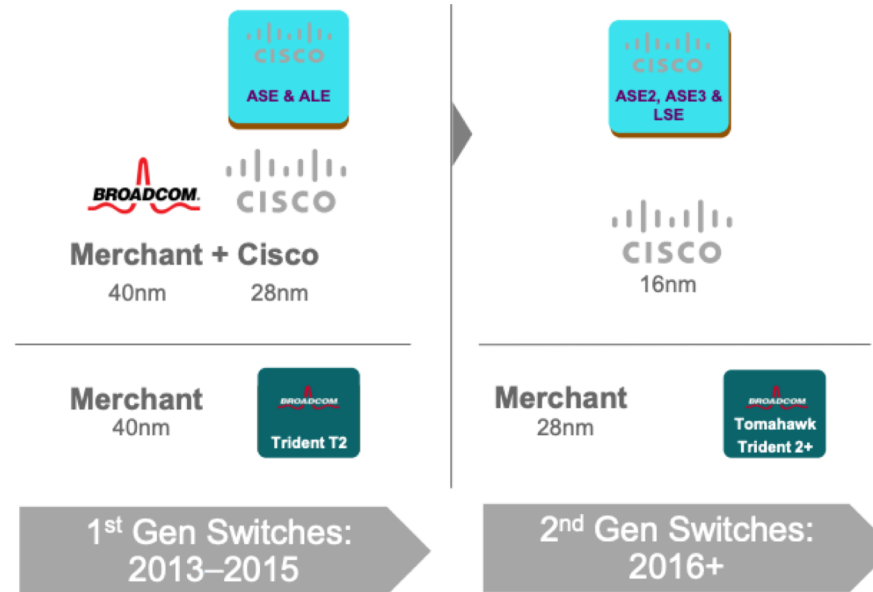 CISCO
ASE & ALE
BROADCOM.
CISCO
Merchant + Cisco
40nm
28nm
Merchant
40nm
BROADCOM
Trident T2
1st Gen Switches:
2013–2015
CISCO
ASE2, ASE3 &
LSE
CISCO
16nm
Merchant
28nm
BROADCOM
Tomahawk
Trident 2+
2nd Gen Switches:
2016+